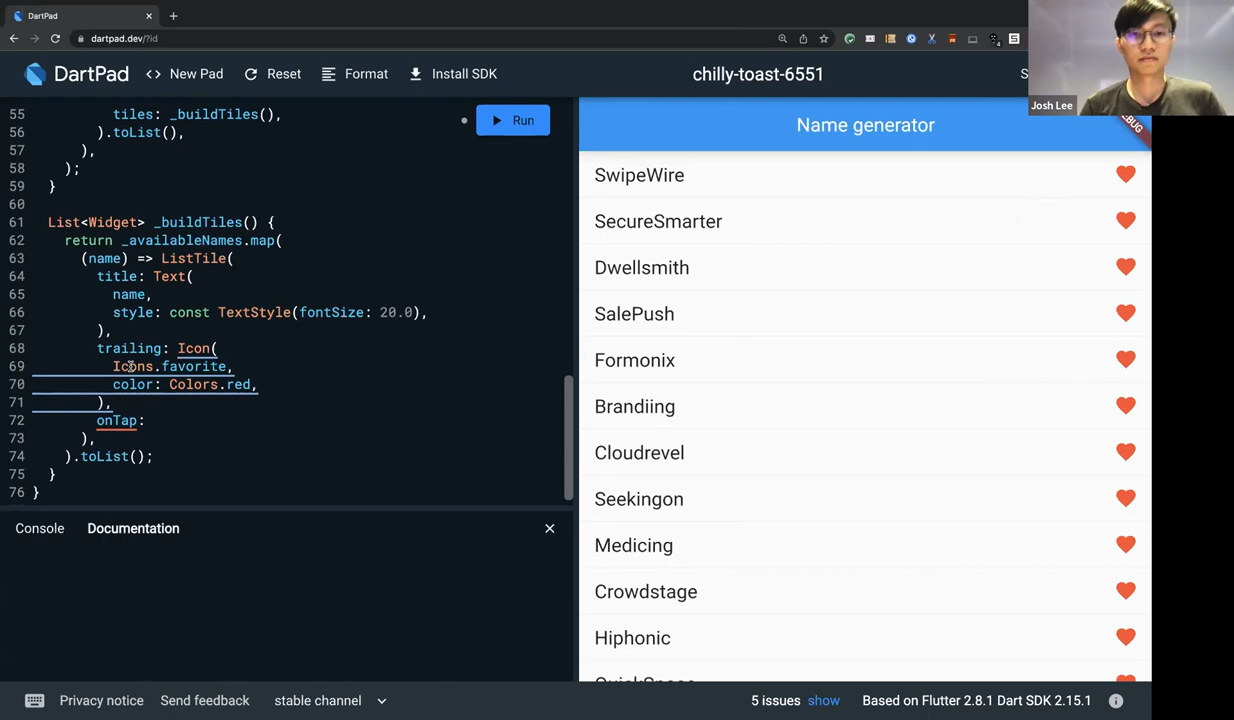 DartPad
dartpad.dev/?id
DartPad
<> New Pad
Reset
Format
Install SDK
chilly-toast-6551
S
Josh Lee
55 tiles: _buildTiles(),
56 ).toList(),
57 ),
58 );
59 }
60
61 List<Widget> _buildTiles() {
62 return _availableNames.map(
63 (name) => ListTile(
64 title: Text(
65 name,
66 style: const TextStyle(fontSize: 20.0),
67 ),
68 trailing: Icon(
69 Icons.favorite,
70 color: Colors.red,
71 ),
72 onTap:
73 ),
74 ).toList();
75 }
76 }
Run
Console
Documentation
Name generator
SwipeWire
SecureSmarter
Dwellsmith
SalePush
Formonix
Brandiing
Cloudrevel
Seekingon
Medicing
Crowdstage
Hiphonic
Privacy notice
Send feedback
stable channel
5 issues show
Based on Flutter 2.8.1 Dart SDK 2.15.1